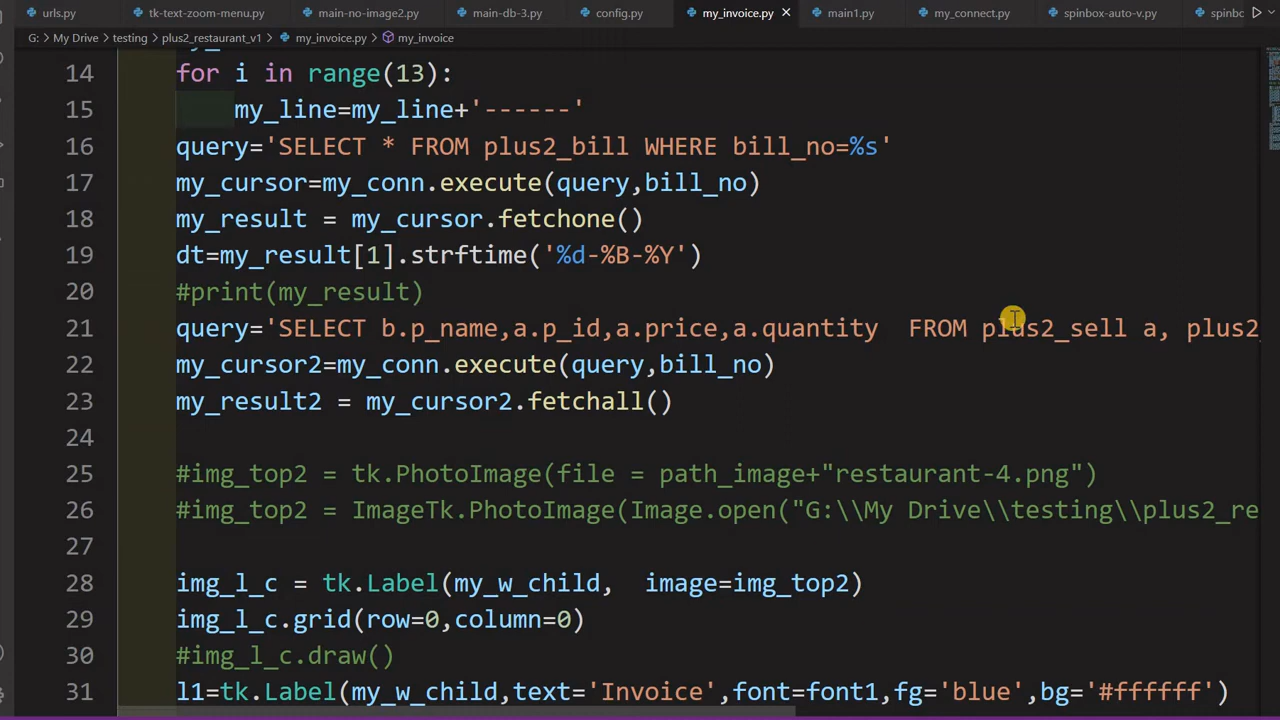 urls.py tk-text-zoom-menu.py main-no-image2.py main-db-3.py config.py my_invoice.py main1.py my_connect.py spinbox-auto-v.py spinbc
G: > My Drive > testing > plus2_restaurant_v1 > my_invoice.py > my_invoice
14 for i in range(13):
15 my_line=my_line+'------'
16 query='SELECT * FROM plus2_bill WHERE bill_no=%s'
17 my_cursor=my_conn.execute(query,bill_no)
18 my_result = my_cursor.fetchone()
19 dt=my_result[1].strftime('%d-%B-%Y')
20 #print(my_result)
21 query='SELECT b.p_name,a.p_id,a.price,a.quantity  FROM plus2_sell a, plus2_
22 my_cursor2=my_conn.execute(query,bill_no)
23 my_result2 = my_cursor2.fetchall()
24
25 #img_top2 = tk.PhotoImage(file = path_image+"restaurant-4.png")
26 #img_top2 = ImageTk.PhotoImage(Image.open("G:\\My Drive\\testing\\plus2_re
27
28 img_l_c = tk.Label(my_w_child,  image=img_top2)
29 img_l_c.grid(row=0,column=0)
30 #img_l_c.draw()
31 l1=tk.Label(my_w_child,text='Invoice',font=font1,fg='blue',bg='#ffffff')